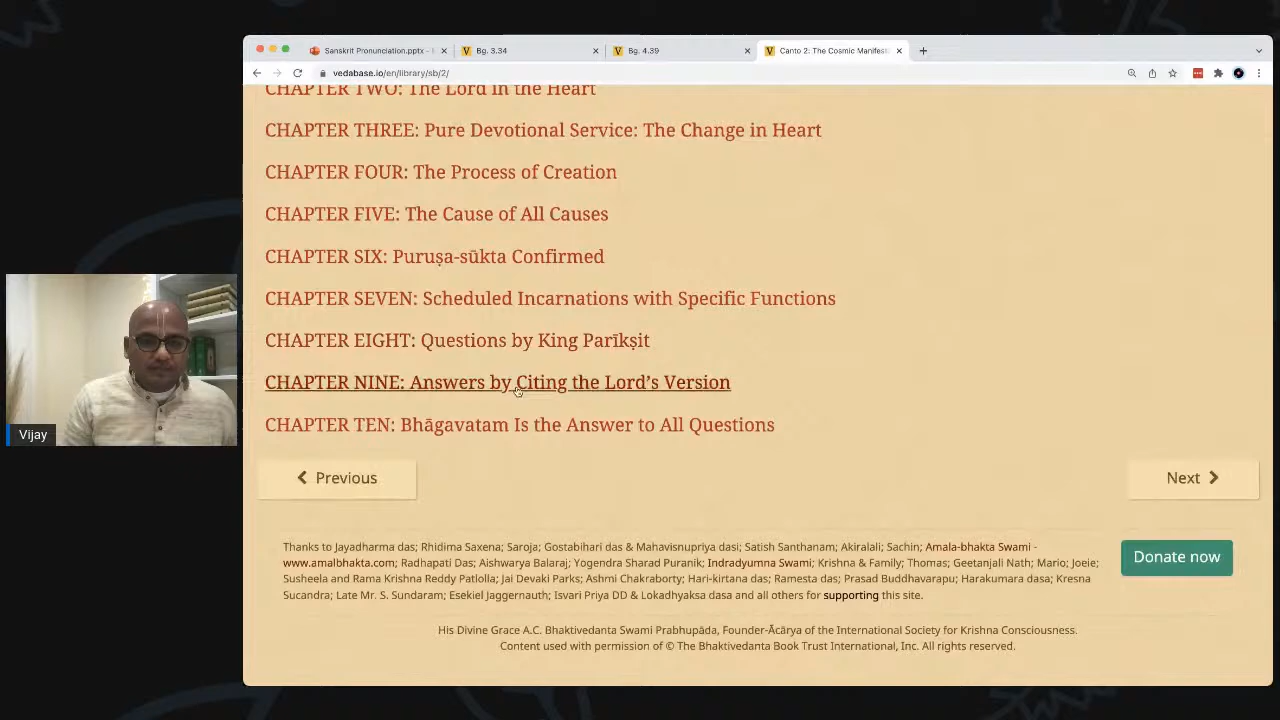 Sanskrit Pronunciation.pptx -
Bg. 3.34
Bg. 4.39
Canto 2: The Cosmic Manifest
vedabase.io/en/library/sb/2/
CHAPTER TWO: The Lord in the Heart
CHAPTER THREE: Pure Devotional Service: The Change in Heart
CHAPTER FOUR: The Process of Creation
CHAPTER FIVE: The Cause of All Causes
CHAPTER SIX: Puruṣa-sūkta Confirmed
CHAPTER SEVEN: Scheduled Incarnations with Specific Functions
CHAPTER EIGHT: Questions by King Parīkṣit
CHAPTER NINE: Answers by Citing the Lord’s Version
CHAPTER TEN: Bhāgavatam Is the Answer to All Questions
Vijay
Previous
Next
Thanks to Jayadharma das; Rhidima Saxena; Saroja; Gostabihari das & Mahavisnupriya dasi; Satish Santhanam; Akiralali; Sachin; Amala-bhakta Swami -
www.amalbhakta.com; Radhapati Das; Aishwarya Balaraj; Yogendra Sharad Puranik; Indradyumna Swami; Krishna & Family; Thomas; Geetanjali Nath; Mario; Joeie;
Susheela and Rama Krishna Reddy Patlolla; Jai Devaki Parks; Ashmi Chakraborty; Hari-kirtana das; Ramesta das; Prasad Buddhavarapu; Harakumara dasa; Kresna
Sucandra; Late Mr. S. Sundaram; Esekiel Jaggernauth; Isvari Priya DD & Lokadhyaksa dasa and all others for supporting this site.
Donate now
His Divine Grace A.C. Bhaktivedanta Swami Prabhupāda, Founder-Ācārya of the International Society for Krishna Consciousness.
Content used with permission of © The Bhaktivedanta Book Trust International, Inc. All rights reserved.